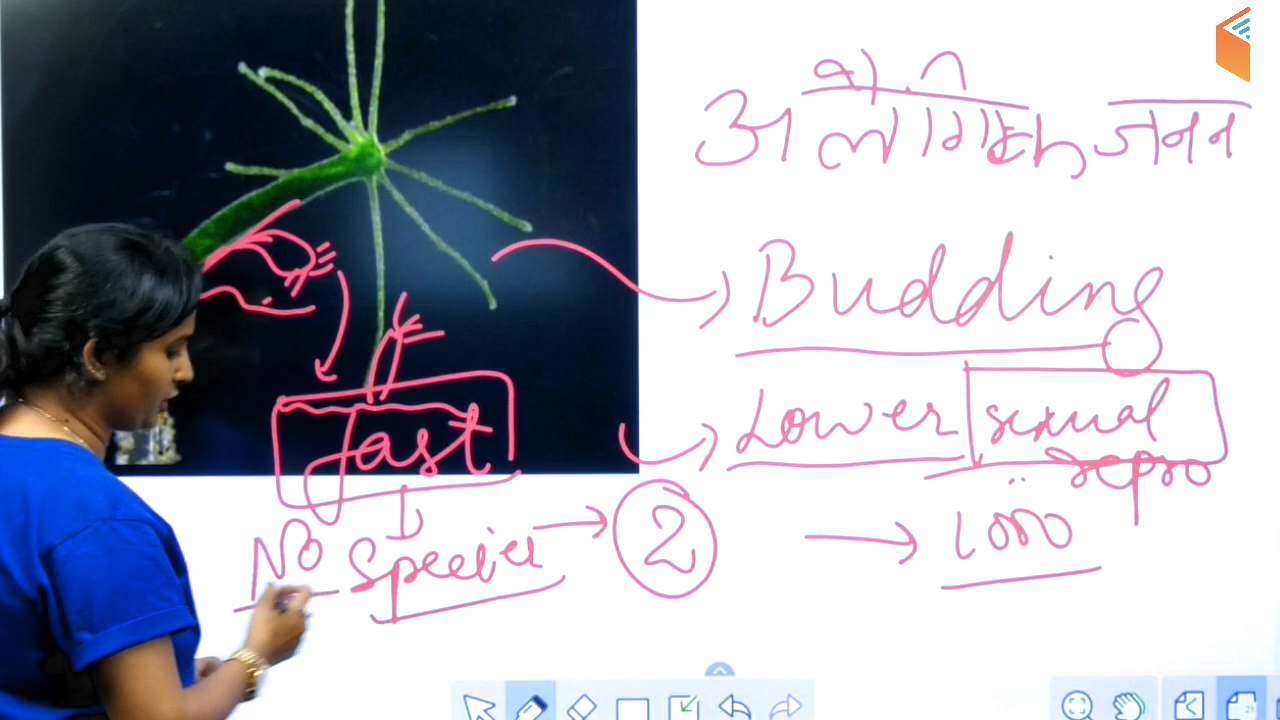 अलैंगिक जनन
Budding
Lower sexual
repro
fast
No Species → 2 → 1000